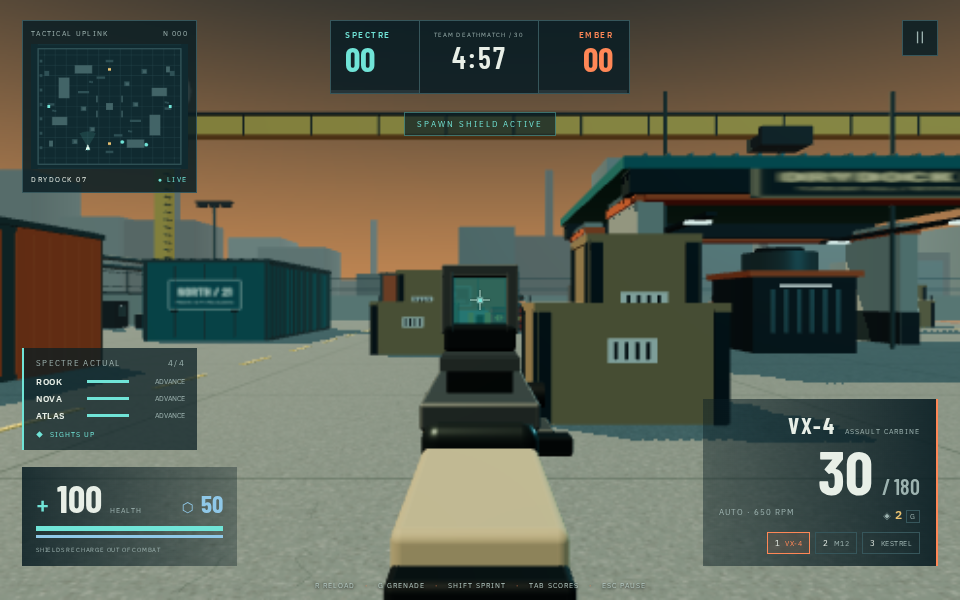 TACTICAL UPLINK N 000
DRYDOCK 07 LIVE
SPECTRE
00
TEAM DEATHMATCH / 30
4:57
EMBER
00
SPAWN SHIELD ACTIVE
DRYDOCK
NORTH / 21
SPECTRE ACTUAL 4/4
ROOK ADVANCE
NOVA ADVANCE
ATLAS ADVANCE
SIGHTS UP
+ 100 HEALTH 50
SHIELDS RECHARGE OUT OF COMBAT
VX-4 ASSAULT CARBINE
30 / 180
AUTO · 650 RPM
2 G
1 VX-4 2 M12 3 KESTREL
R RELOAD · G GRENADE · SHIFT SPRINT · TAB SCORES · ESC PAUSE